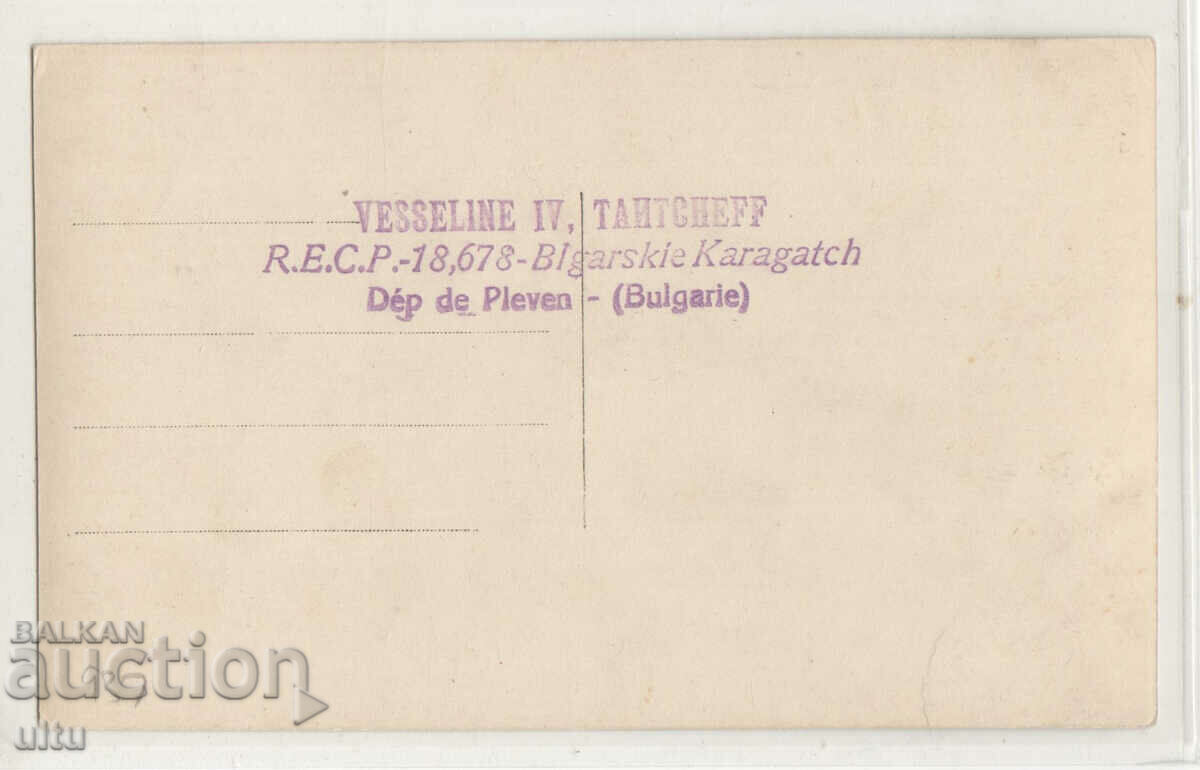 VESSELINE IV, TAHTCHEFF
R.E.C.P.-18,678-Blgarskie Karagatch
Dép de Pleven - (Bulgarie)
BALKAN
auction
ultu